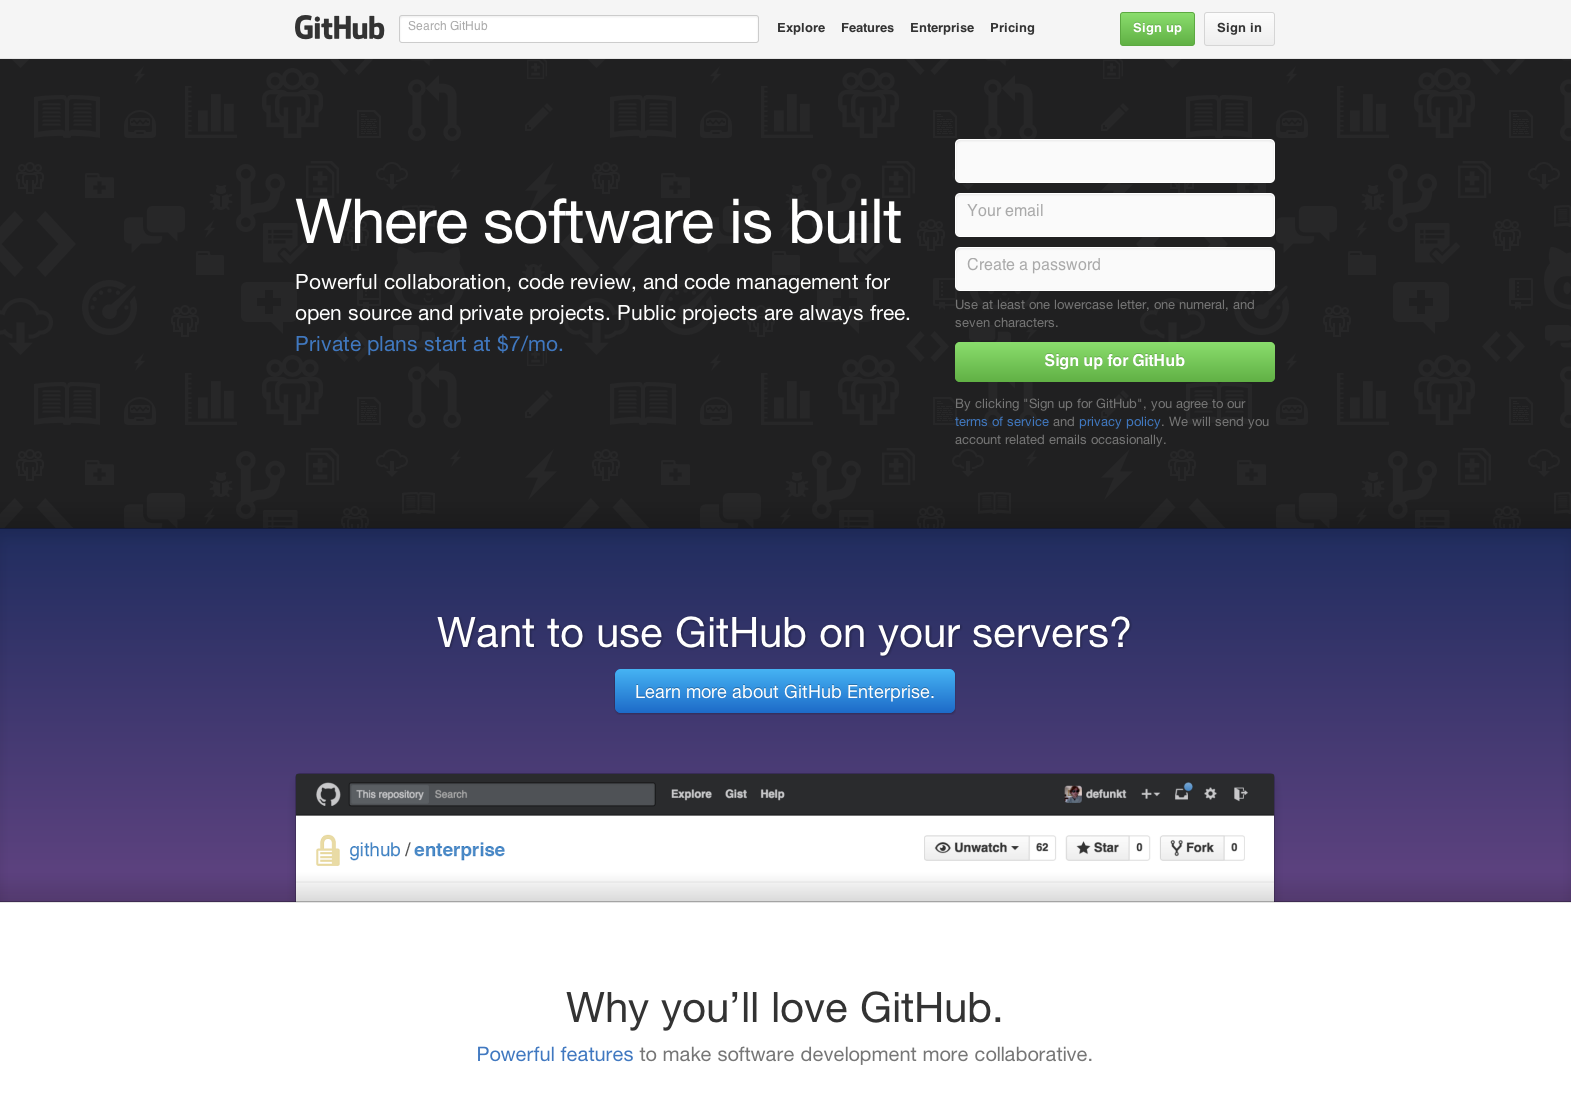 GitHub
Search GitHub
Explore Features Enterprise Pricing
Sign up
Sign in
Where software is built
Powerful collaboration, code review, and code management for
open source and private projects. Public projects are always free.
Private plans start at $7/mo.
Your email
Create a password
Use at least one lowercase letter, one numeral, and
seven characters.
Sign up for GitHub
By clicking "Sign up for GitHub", you agree to our
terms of service and privacy policy. We will send you
account related emails occasionally.
Want to use GitHub on your servers?
Learn more about GitHub Enterprise.
This repository Search
Explore Gist Help
defunkt
github / enterprise
Unwatch 62
Star 0
Fork 0
Why you’ll love GitHub.
Powerful features to make software development more collaborative.